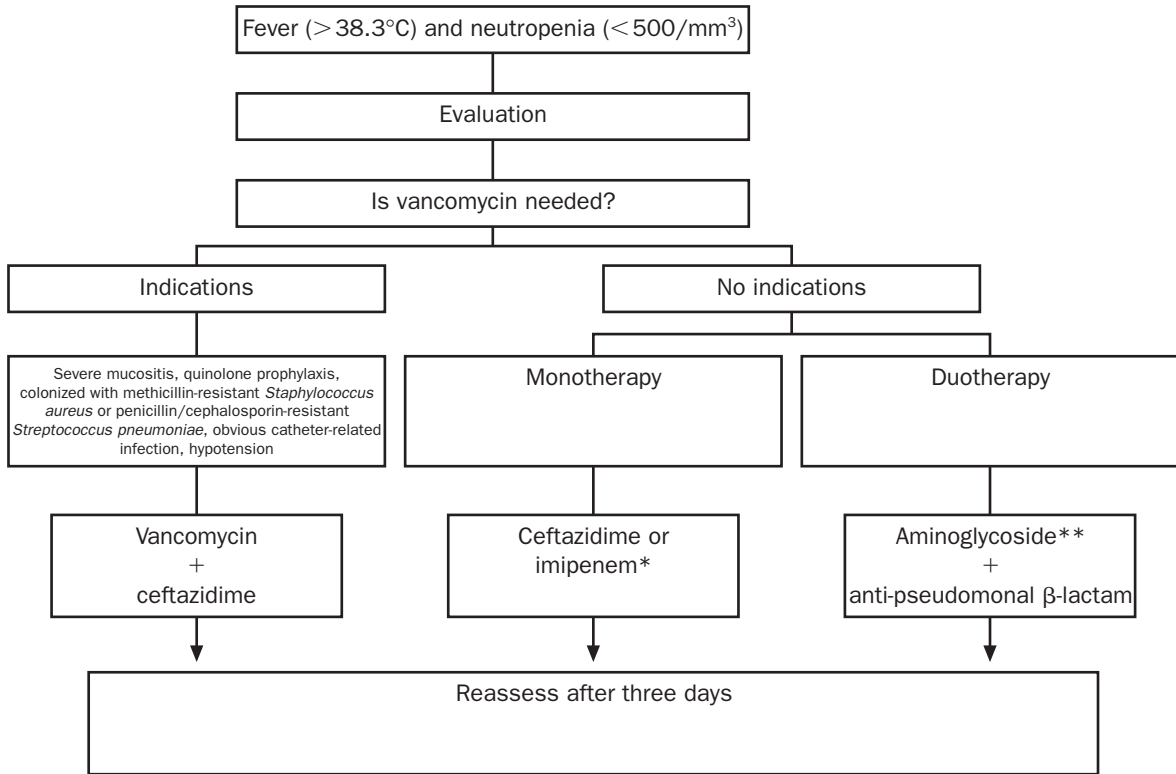 Fever (>38.3°C) and neutropenia (<500/mm³)
Evaluation
Is vancomycin needed?
Indications
No indications
Severe mucositis, quinolone prophylaxis,
colonized with methicillin-resistant Staphylococcus
aureus or penicillin/cephalosporin-resistant
Streptococcus pneumoniae, obvious catheter-related
infection, hypotension
Monotherapy
Duotherapy
Vancomycin
+
ceftazidime
Ceftazidime or
imipenem*
Aminoglycoside**
+
anti-pseudomonal β-lactam
Reassess after three days